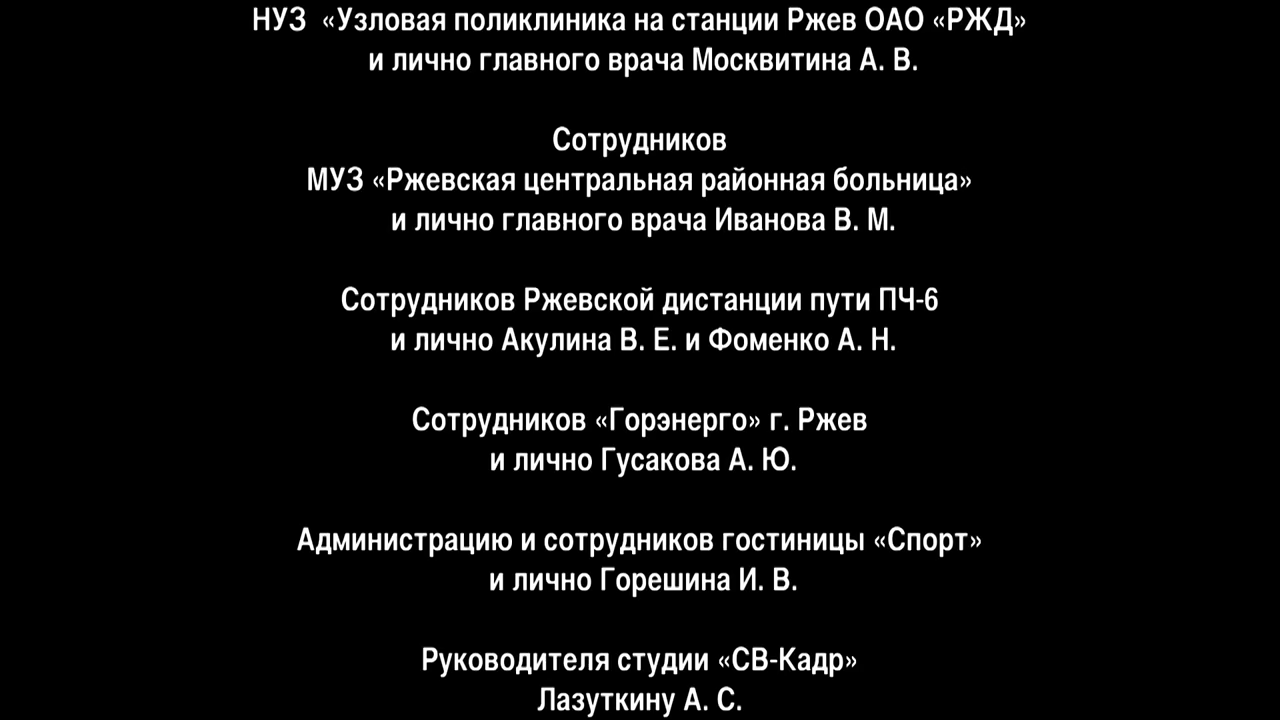 НУЗ «Узловая поликлиника на станции Ржев ОАО «РЖД»
и лично главного врача Москвитина А. В.
Сотрудников
МУЗ «Ржевская центральная районная больница»
и лично главного врача Иванова В. М.
Сотрудников Ржевской дистанции пути ПЧ-6
и лично Акулина В. Е. и Фоменко А. Н.
Сотрудников «Горэнерго» г. Ржев
и лично Гусакова А. Ю.
Администрацию и сотрудников гостиницы «Спорт»
и лично Горешина И. В.
Руководителя студии «СВ-Кадр»
Лазуткину А. С.